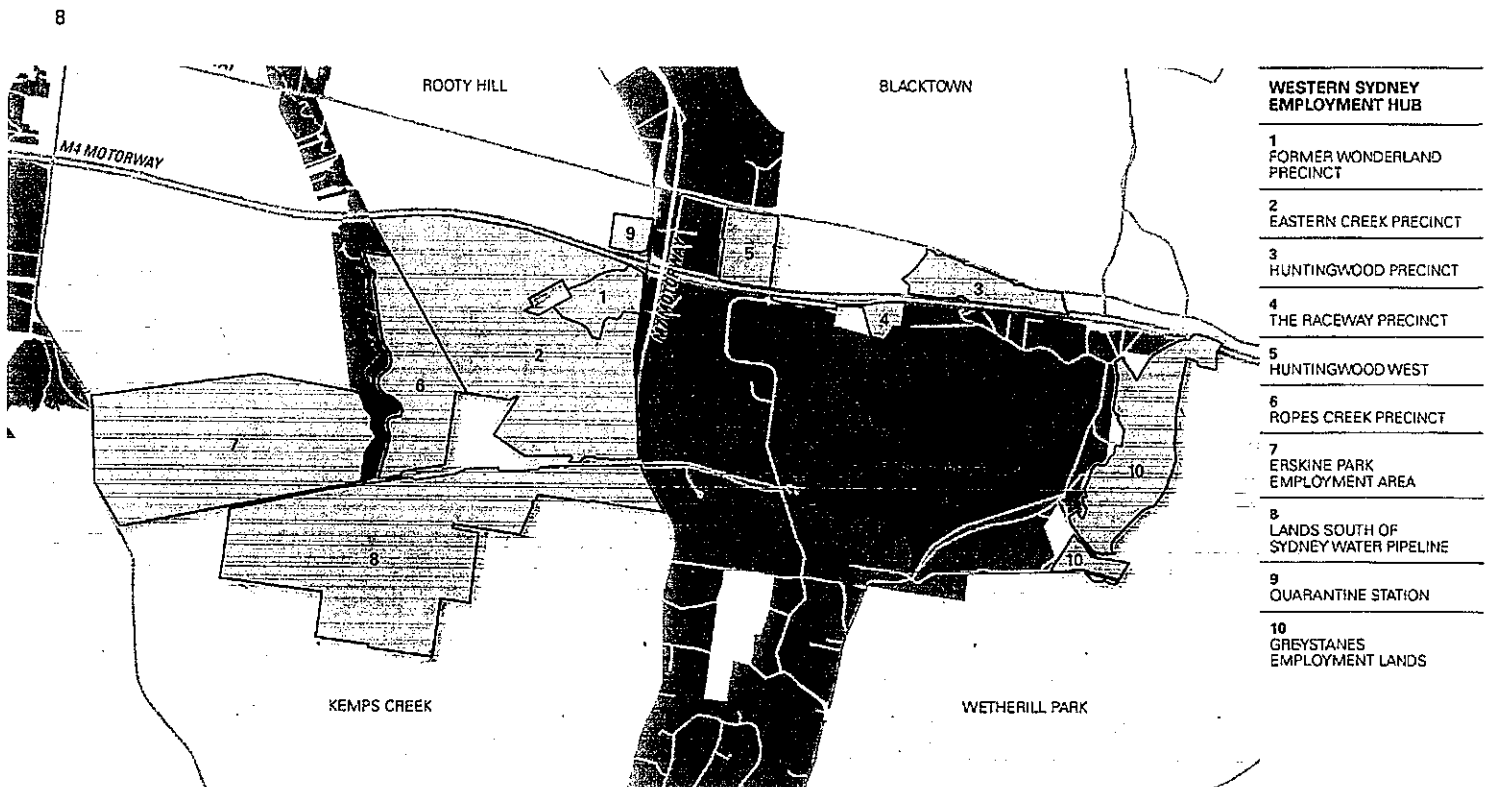 8
ROOTY HILL
BLACKTOWN
M4 MOTORWAY
9
5
1
3
4
2
6
7
10
8
10
KEMPS CREEK
WETHERILL PARK
WESTERN SYDNEY
EMPLOYMENT HUB
1
FORMER WONDERLAND
PRECINCT
2
EASTERN CREEK PRECINCT
3
HUNTINGWOOD PRECINCT
4
THE RACEWAY PRECINCT
5
HUNTINGWOOD WEST
6
ROPES CREEK PRECINCT
7
ERSKINE PARK
EMPLOYMENT AREA
8
LANDS SOUTH OF
SYDNEY WATER PIPELINE
9
QUARANTINE STATION
10
GREYSTANES
EMPLOYMENT LANDS